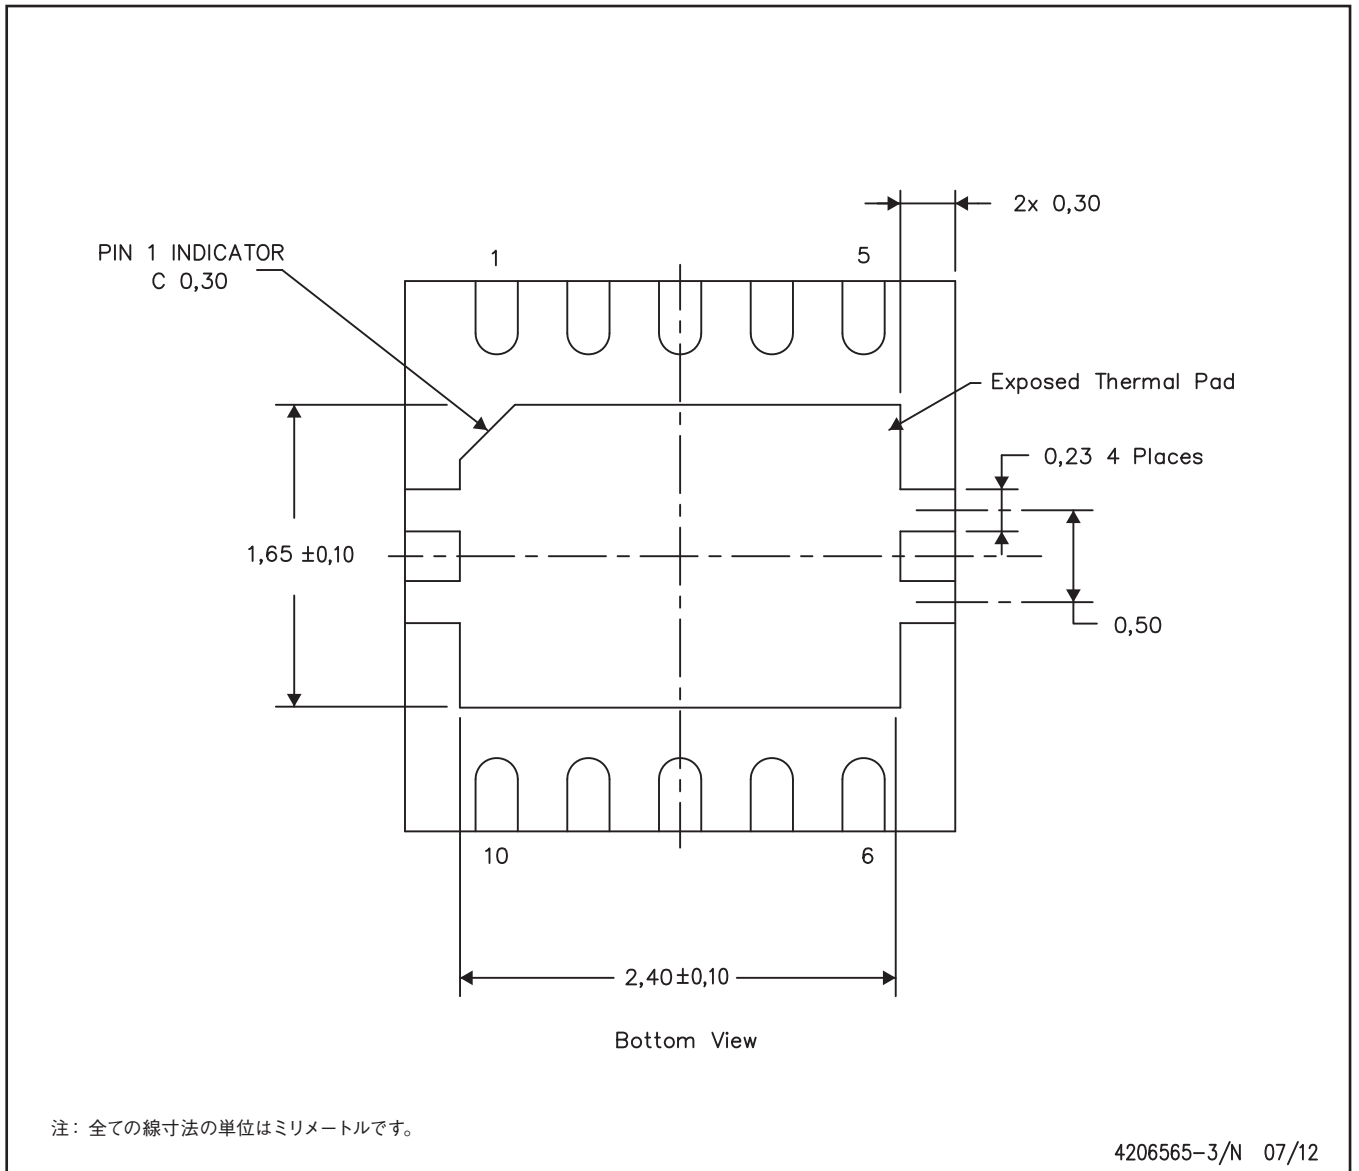 2x 0,30
PIN 1 INDICATOR
C 0,30
1
5
Exposed Thermal Pad
0,23 4 Places
1,65 ±0,10
0,50
10
6
2,40±0,10
Bottom View
注: 全ての線寸法の単位はミリメートルです。
4206565-3/N 07/12